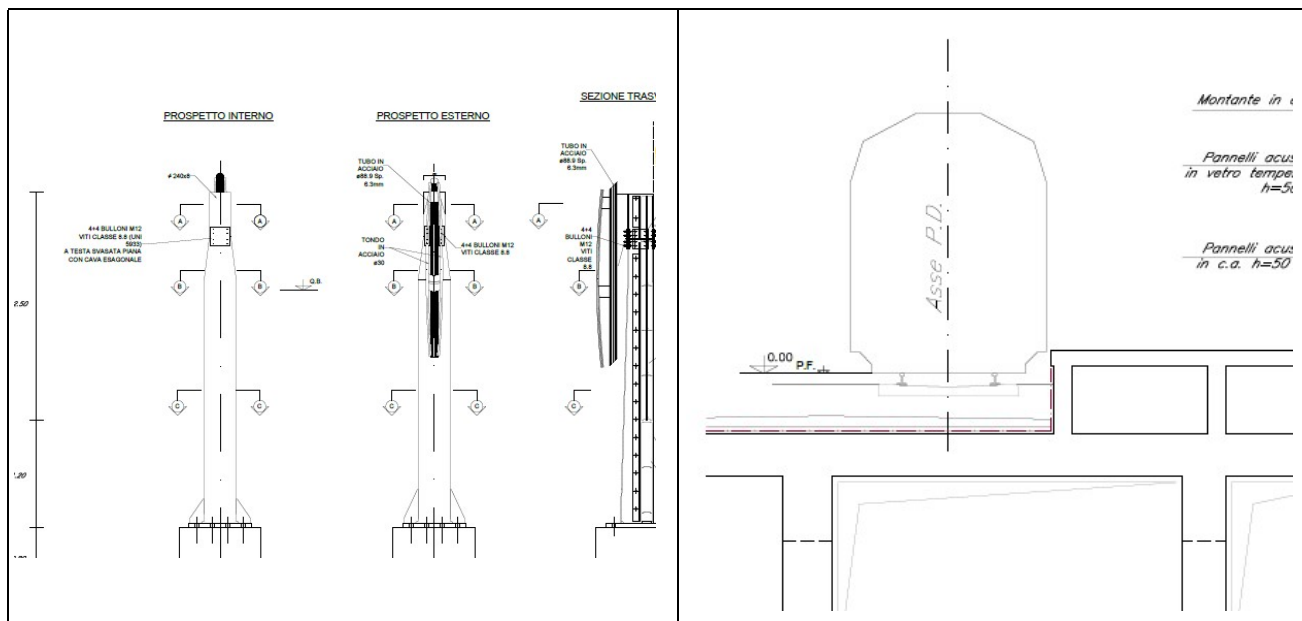 SEZIONE TRASV
PROSPETTO INTERNO
PROSPETTO ESTERNO
TUBO IN
ACCIAIO
ø88.9 Sp.
6.3mm
TUBO IN
ACCIAIO
ø88.9 Sp.
6.3mm
# 240x8
A
A
A
A
A
4+4 BULLONI M12
VITI CLASSE 8.8 (UNI
5933)
A TESTA SVASATA PIANA
CON CAVA ESAGONALE
TONDO
IN
ACCIAIO
ø30
4+4 BULLONI M12
VITI CLASSE 8.8
4+4
BULLONI
M12
VITI
CLASSE
8.8
B
B
Q.B.
B
B
B
2.50
C
C
C
C
C
1.20
Montante in
Pannelli acus
in vetro temper
h=50
Pannelli acus
in c.a. h=50
Asse P.D.
0.00
P.F.